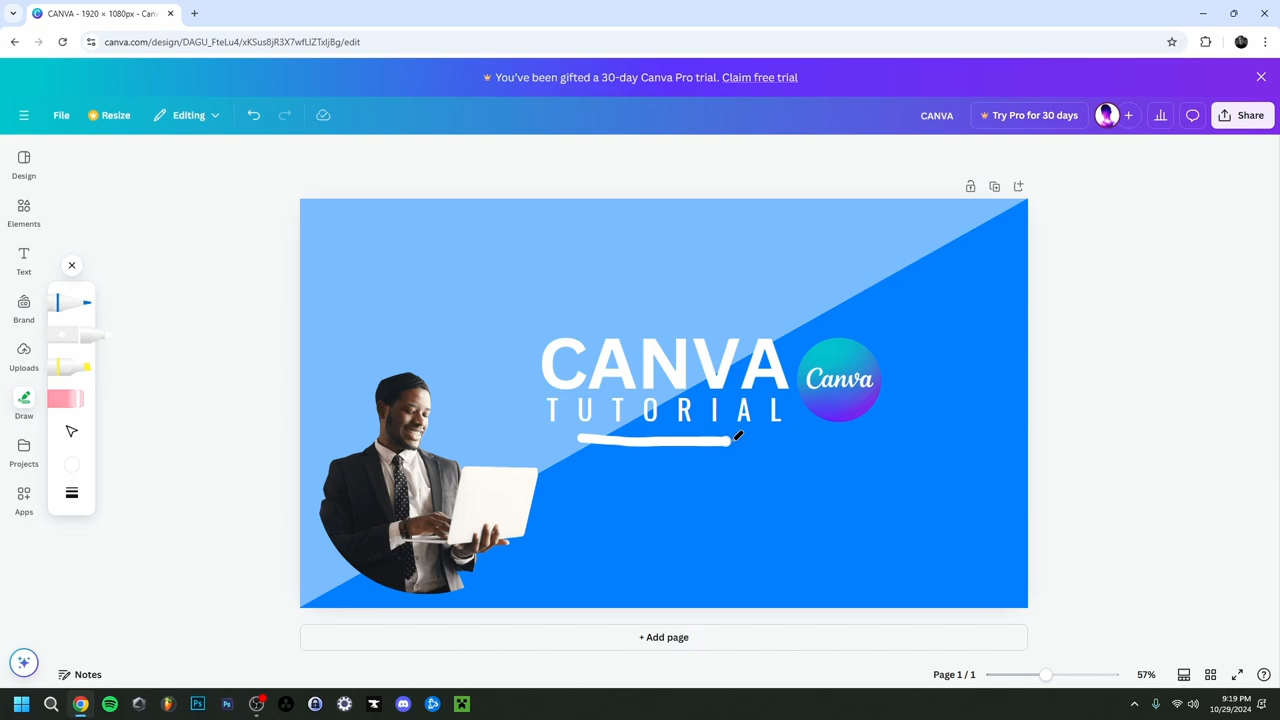 CANVA - 1920 × 1080px - Can
canva.com/design/DAGU_FteLu4/xKSus8jR3X7wfLIZTxIjBg/edit
You've been gifted a 30-day Canva Pro trial. Claim free trial
File
Resize
Editing
CANVA
Try Pro for 30 days
Share
Design
Elements
Text
Brand
Uploads
Draw
Projects
Apps
CANVA
TUTORIAL
Canva
+ Add page
Notes
Page 1 / 1
57%
9:19 PM
10/29/2024